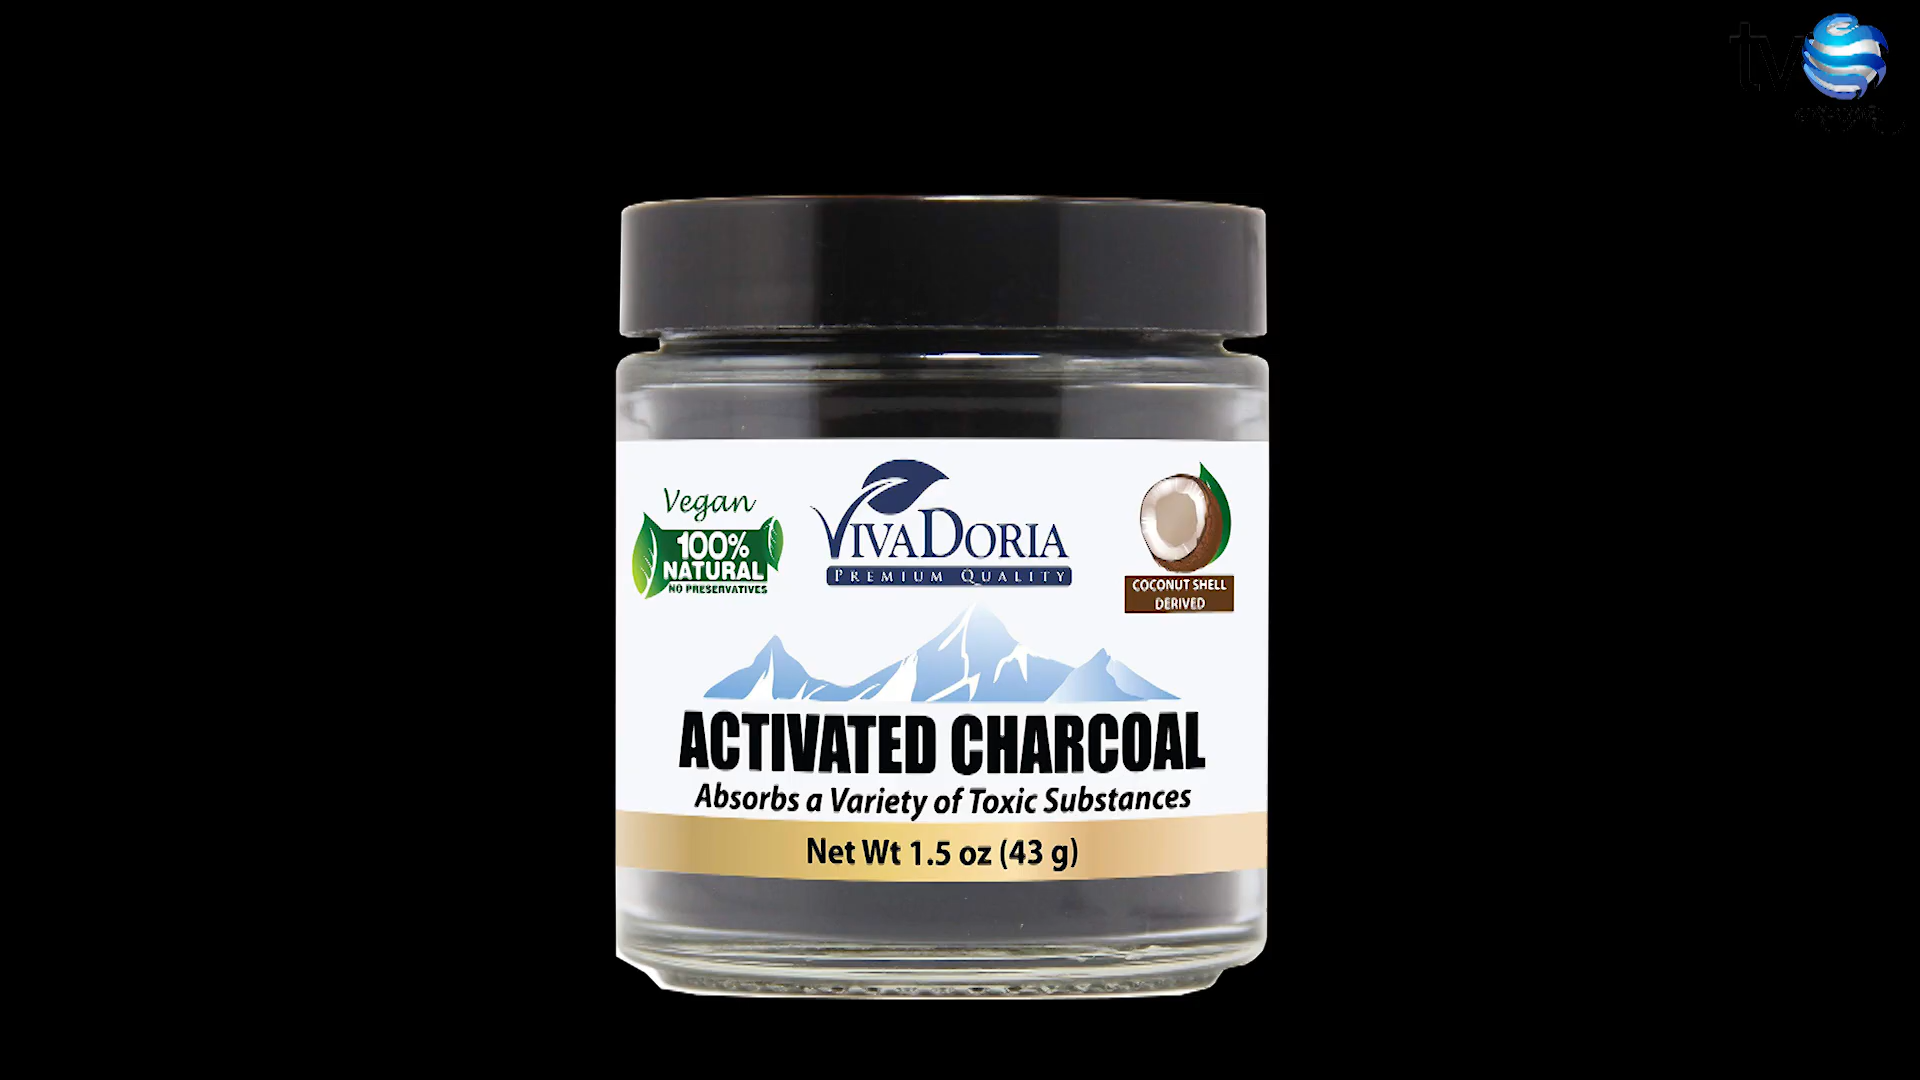 tv
Vegan
100%
NATURAL
NO PRESERVATIVES
VIVADORIA
PREMIUM QUALITY
COCONUT SHELL
DERIVED
ACTIVATED CHARCOAL
Absorbs a Variety of Toxic Substances
Net Wt 1.5 oz (43 g)